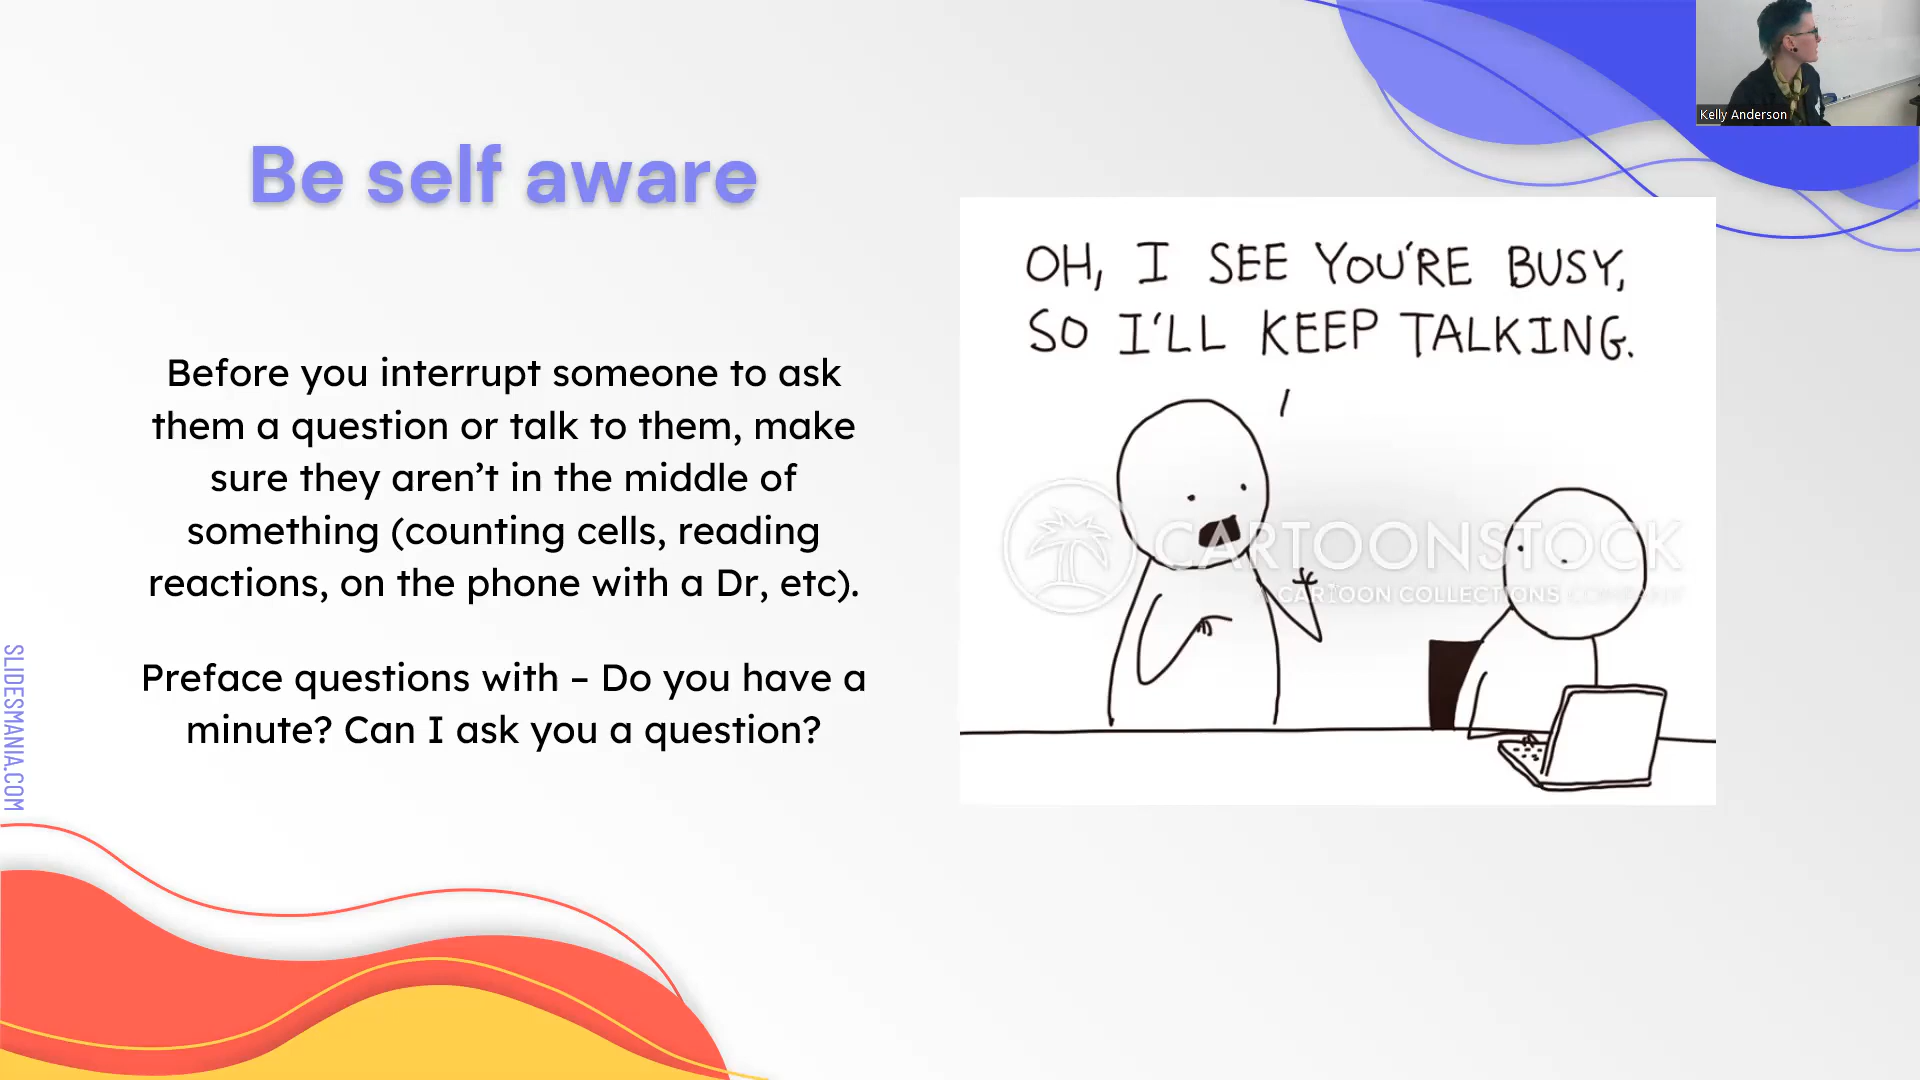 Kelly Anderson
Be self aware
Before you interrupt someone to ask
them a question or talk to them, make
sure they aren’t in the middle of
something (counting cells, reading
reactions, on the phone with a Dr, etc).
Preface questions with – Do you have a
minute? Can I ask you a question?
OH, I SEE YOU'RE BUSY,
SO I'LL KEEP TALKING.
CARTOONSTOCK
A CARTOON COLLECTIONS COMPANY
SLIDESMANIA.COM